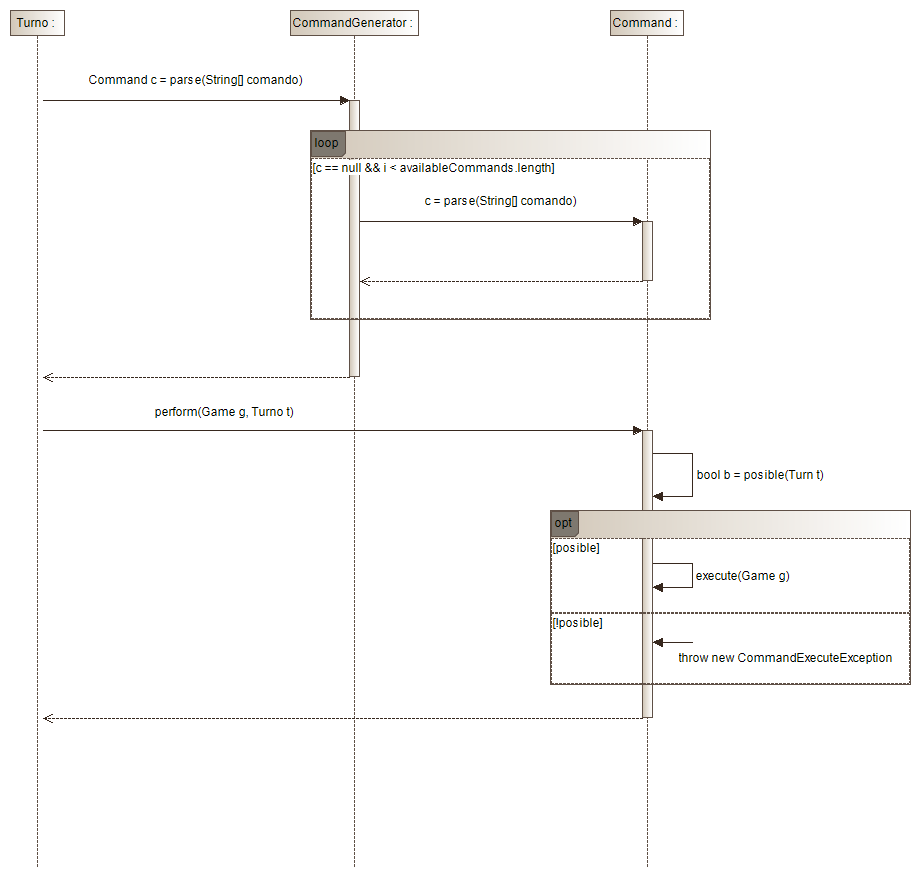 Turno :
CommandGenerator :
Command :
Command c = parse(String[] comando)
loop
[c == null && i < availableCommands.length]
c = parse(String[] comando)
perform(Game g, Turno t)
bool b = posible(Turn t)
opt
[posible]
execute(Game g)
[!posible]
throw new CommandExecuteException